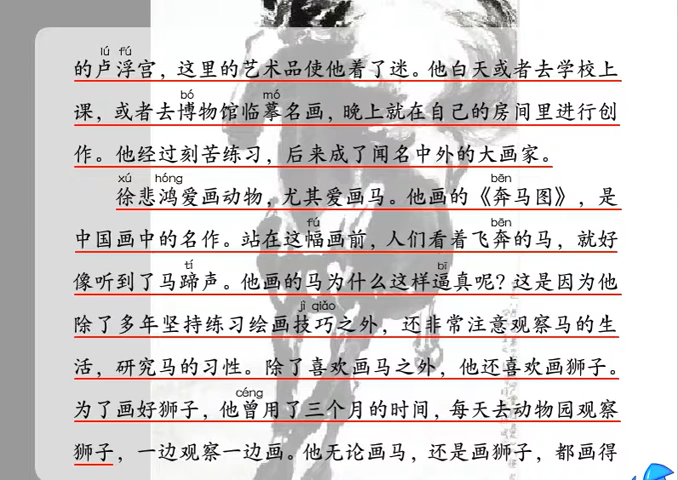 lú fú
的卢浮宫，这里的艺术品使他着了迷。他白天或者去学校上
bó mó
课，或者去博物馆临摹名画，晚上就在自己的房间里进行创
作。他经过刻苦练习，后来成了闻名中外的大画家。
xú hóng bēn
徐悲鸿爱画动物，尤其爱画马。他画的《奔马图》，是
fú bēn
中国画中的名作。站在这幅画前，人们看着飞奔的马，就好
tí bī
像听到了马蹄声。他画的马为什么这样逼真呢？这是因为他
jì qiǎo
除了多年坚持练习绘画技巧之外，还非常注意观察马的生
活，研究马的习性。除了喜欢画马之外，他还喜欢画狮子。
céng
为了画好狮子，他曾用了三个月的时间，每天去动物园观察
狮子，一边观察一边画。他无论画马，还是画狮子，都画得